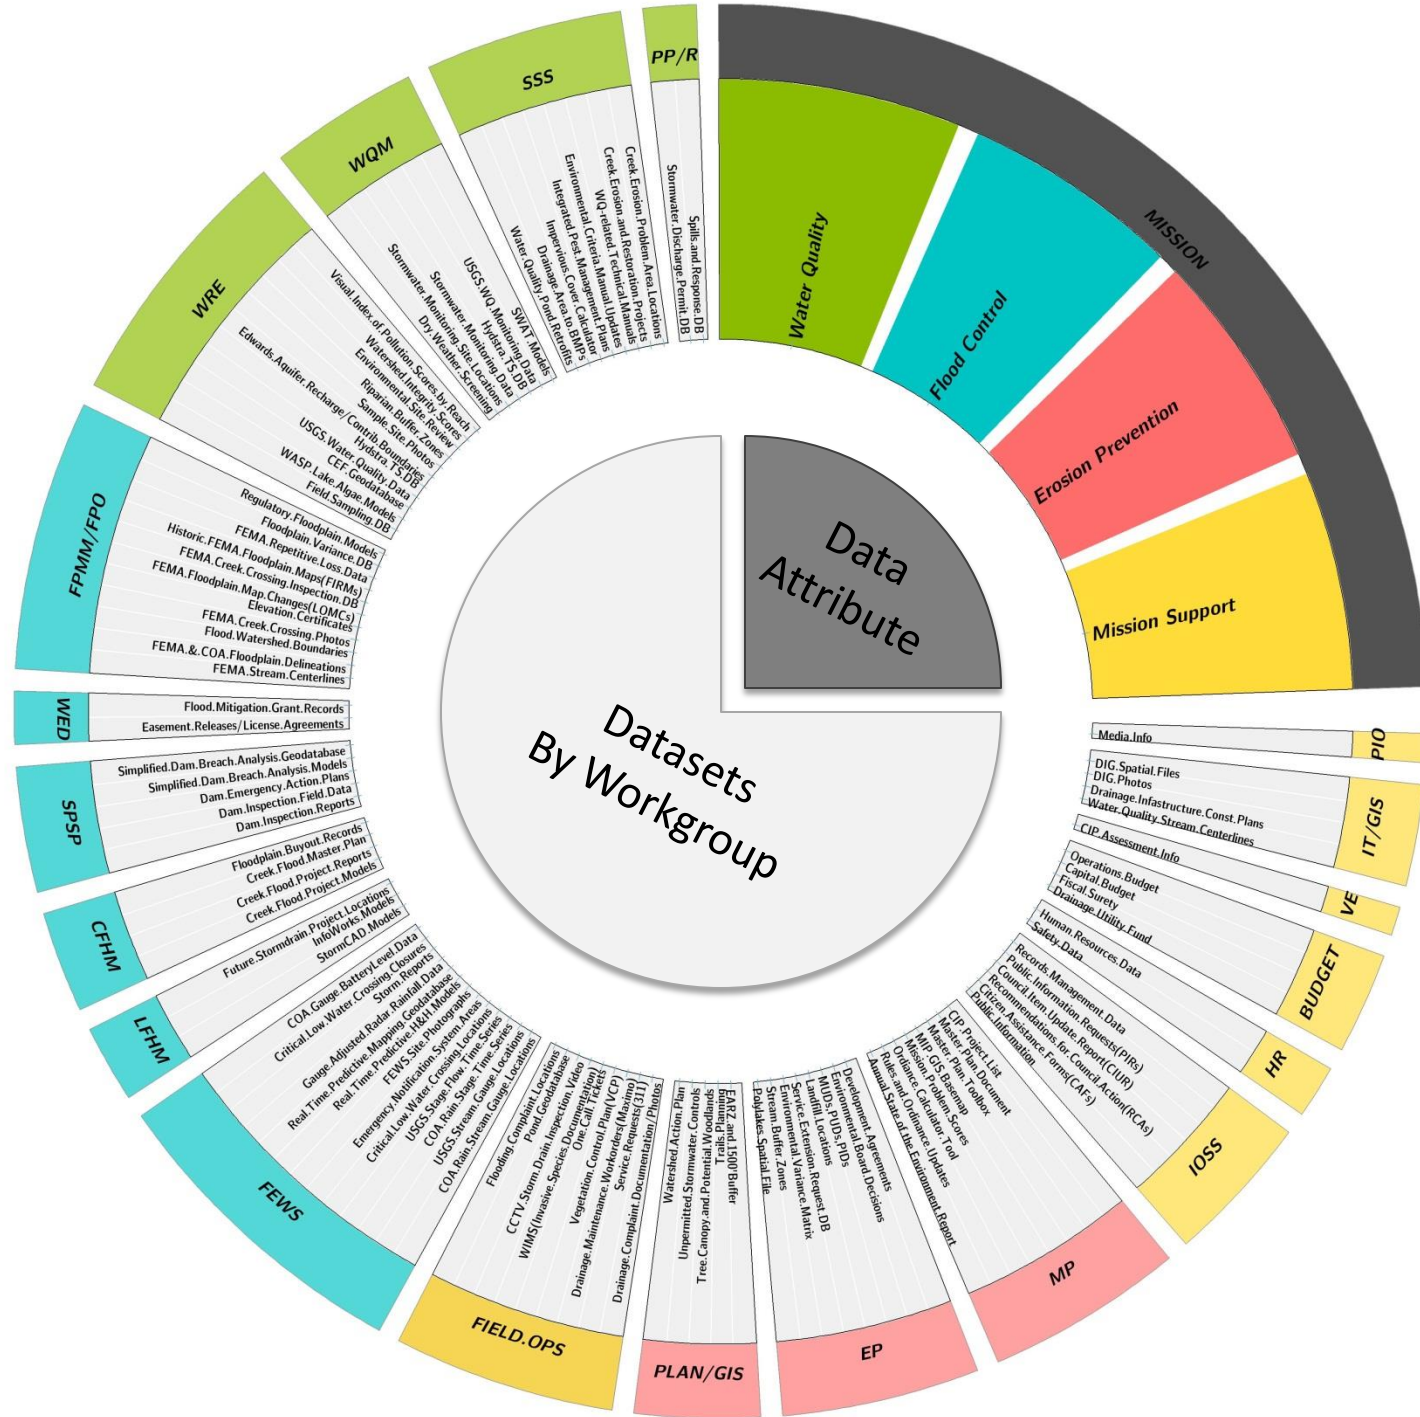 MISSION
Water Quality
Flood Control
Erosion Prevention
Mission Support
Data
Attribute
Datasets
By Workgroup
PIO
Media.Info
IT/GIS
DIG.Spatial.Files
DIG.Photos
Drainage.Infastructure.Const.Plans
Water.Quality.Stream.Centerlines
VE
CIP.Assessment.Info
BUDGET
Operations.Budget
Capital.Budget
Fiscal.Surety
Drainage.Utility.Fund
HR
Human.Resources.Data
Safety.Data
IOSS
Records.Management.Data
Public.Information.Requests(PIRs)
Council.Item.Update.Report(CIUR)
Recommendations.for.Council.Action(RCAs)
Citizen.Assistance.Forms(CAFs)
Public.Information
MP
CIP.Project.List
Master.Plan.Document
Master.Plan.Toolbox
MIP.GIS.Basemap
Mission.Problem.Scores
Ordinance.Calculator.Tool
Rules.and.Ordinance.Updates
Annual.State.of.the.Environment.Report
EP
Development.Agreements
Environmental.Board.Decisions
MUDs,PUDs,PIDs
Landfill.Locations
Service.Extension.Request.DB
Environmental.Variance.Matrix
Stream.Buffer.Zones
Polylakes.Spatial.File
PLAN/GIS
EARZ.and.1500'Buffer
Trails.Planning
Tree.Canopy.and.Potential.Woodlands
Unpermitted.Stormwater.Controls
Watershed.Action.Plan
FIELD.OPS
Drainage.Complaint.Documentation/Photos
Service.Requests(311)
Drainage.Maintenance.Workorders(Maximo)
Vegetation.Control.Plan(VCP)
One.Call.Tickets
WIMS(Invasive.Species.Documentation)
CCTV.Storm.Drain.Inspection.Video
Pond.Geodatabase
Flooding.Complaint.Locations
FEWS
COA.Rain.Stream.Gauge.Locations
USGS.Stream.Gauge.Locations
COA.Rain.Stage.Time.Series
USGS.Stage.Flow.Time.Series
Critical.Low.Water.Crossing.Locations
Emergency.Notification.System.Areas
FEWS.Site.Photographs
Real.Time.Predictive.H&H.Models
Real.Time.Predictive.Mapping.Geodatabase
Gauge.Adjusted.Radar.Rainfall.Data
Storm.Reports
Critical.Low.Water.Crossing.Closures
COA.Gauge.BatteryLevel.Data
LFHM
StormCAD.Models
InfoWorks.Models
Future.Stormdrain.Project.Locations
CFHM
Creek.Flood.Project.Models
Creek.Flood.Project.Reports
Creek.Flood.Master.Plan
Floodplain.Buyout.Records
SPSP
Dam.Inspection.Reports
Dam.Inspection.Field.Data
Dam.Emergency.Action.Plans
Simplified.Dam.Breach.Analysis.Models
Simplified.Dam.Breach.Analysis.Geodatabase
WED
Easement.Releases/License.Agreements
Flood.Mitigation.Grant.Records
FPMM/FPO
FEMA.Stream.Centerlines
FEMA.&.COA.Floodplain.Delineations
Flood.Watershed.Boundaries
FEMA.Creek.Crossing.Photos
Elevation.Certificates
FEMA.Floodplain.Map.Changes(LOMCs)
FEMA.Creek.Crossing.Inspection.DB
Historic.FEMA.Floodplain.Maps(FIRMs)
FEMA.Repetitive.Loss.Data
Floodplain.Variance.DB
Regulatory.Floodplain.Models
WRE
Field.Sampling.DB
WASP.Lake.Algae.Models
CEF.Geodatabase
USGS.Water.Quality.Data
Hydstra.TS.DB
Edwards.Aquifer.Recharge/Contrib.Boundaries
Sample.Site.Photos
Riparian.Buffer.Zones
Environmental.Site.Review
Watershed.Integrity.Scores
Visual.Index.of.Pollution.Scores.by.Reach
WQM
Dry.Weather.Screening
Stormwater.Monitoring.Site.Locations
Stormwater.Monitoring.Data
Hydstra.TS.DB
USGS.WQ.Monitoring.Data
SWAT.Models
SSS
Water.Quality.Pond.Retrofits
Drainage.Area.to.BMPs
Impervious.Cover.Calculator
Integrated.Pest.Management.Plans
Environmental.Criteria.Manual.Updates
WQ-related.Technical.Manuals
Creek.Erosion.and.Restoration.Projects
Creek.Erosion.Problem.Area.Locations
PP/R
Stormwater.Discharge.Permit.DB
Spills.and.Response.DB